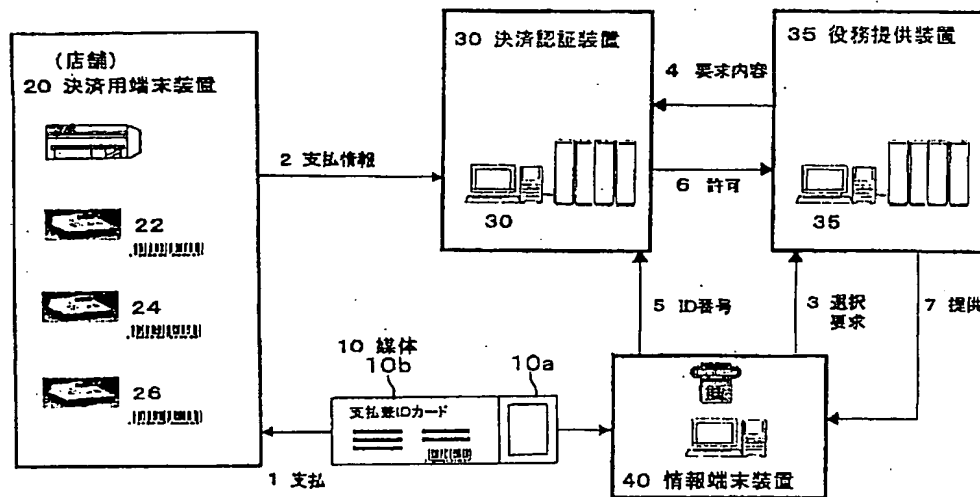 (店舗)
20 決済用端末装置
22
24
26
2 支払情報
30 決済認証装置
30
4 要求内容
6 許可
35 役務提供装置
35
5 ID番号
3 選択
要求
7 提供
10 媒体
10b
10a
支払兼IDカード
1 支払
40 情報端末装置